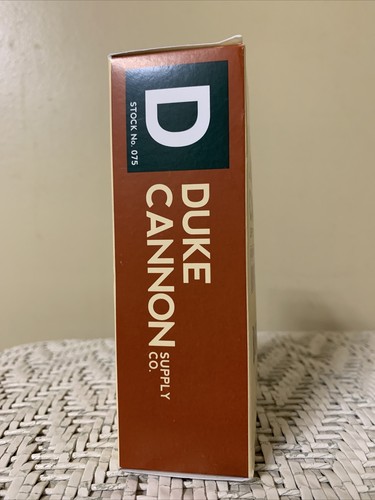 D
STOCK No. 075
DUKE
CANNON
SUPPLY
CO.